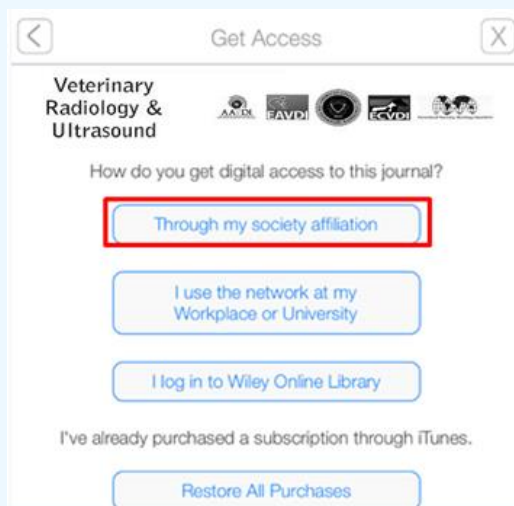 Get Access
X
Veterinary
Radiology &
Ultrasound
EAVDI
ECVDI
How do you get digital access to this journal?
Through my society affiliation
I use the network at my
Workplace or University
I log in to Wiley Online Library
I've already purchased a subscription through iTunes.
Restore All Purchases